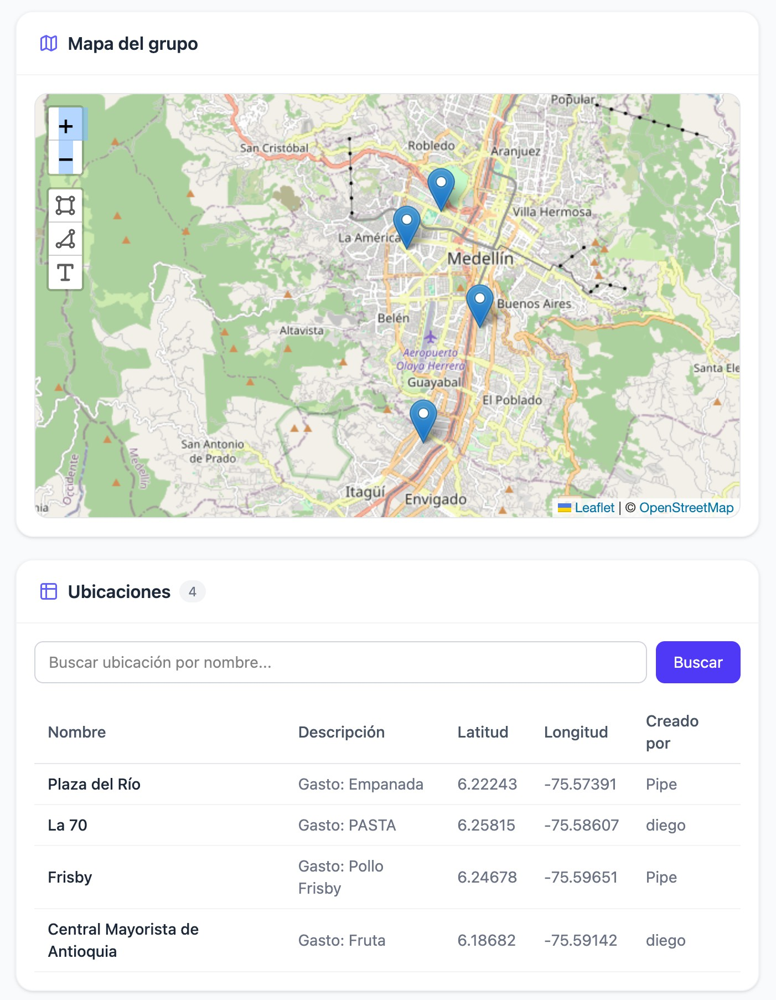 Mapa del grupo
+
−
T
Popular
San Cristóbal
Robledo
Aranjuez
Villa Hermosa
La América
Medellín
Buenos Aires
Belén
Altavista
Aeropuerto
Olaya Herrera
Santa Ele
Guayabal
El Poblado
San Antonio
de Prado
Occidente
Medellín
Itagüí
Envigado
nia
Leaflet | © OpenStreetMap
Ubicaciones 4
Buscar ubicación por nombre...
Buscar
Nombre Descripción Latitud Longitud Creado por
Plaza del Río Gasto: Empanada 6.22243 -75.57391 Pipe
La 70 Gasto: PASTA 6.25815 -75.58607 diego
Frisby Gasto: Pollo Frisby 6.24678 -75.59651 Pipe
Central Mayorista de Antioquia Gasto: Fruta 6.18682 -75.59142 diego